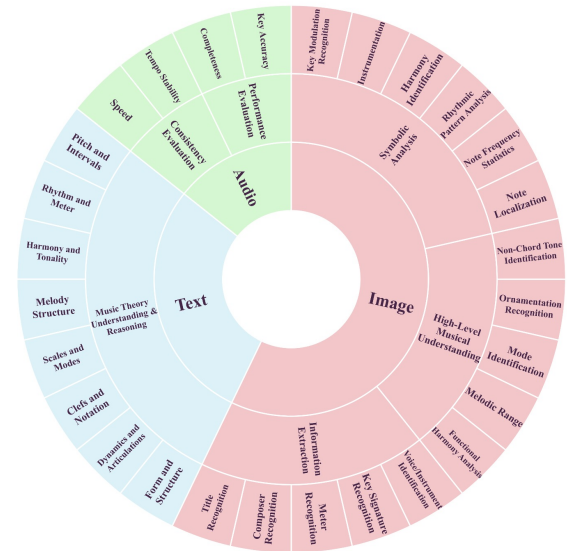 Audio
Image
Text
Performance
Evaluation
Consistency
Evaluation
Symbolic
Analysis
High-Level
Musical
Understanding
Information
Extraction
Music Theory
Understanding &
Reasoning
Key Accuracy
Completeness
Tempo Stability
Speed
Key Modulation
Recognition
Instrumentation
Harmony
Identification
Rhythmic
Pattern Analysis
Note Frequency
Statistics
Note
Localization
Non-Chord Tone
Identification
Ornamentation
Recognition
Mode
Identification
Melodic Range
Functional
Harmony Analysis
Voice/Instrument
Identification
Key Signature
Recognition
Meter
Recognition
Composer
Recognition
Title
Recognition
Form and
Structure
Dynamics and
Articulations
Clefs and
Notation
Scales and
Modes
Melody
Structure
Harmony and
Tonality
Rhythm and
Meter
Pitch and
Intervals